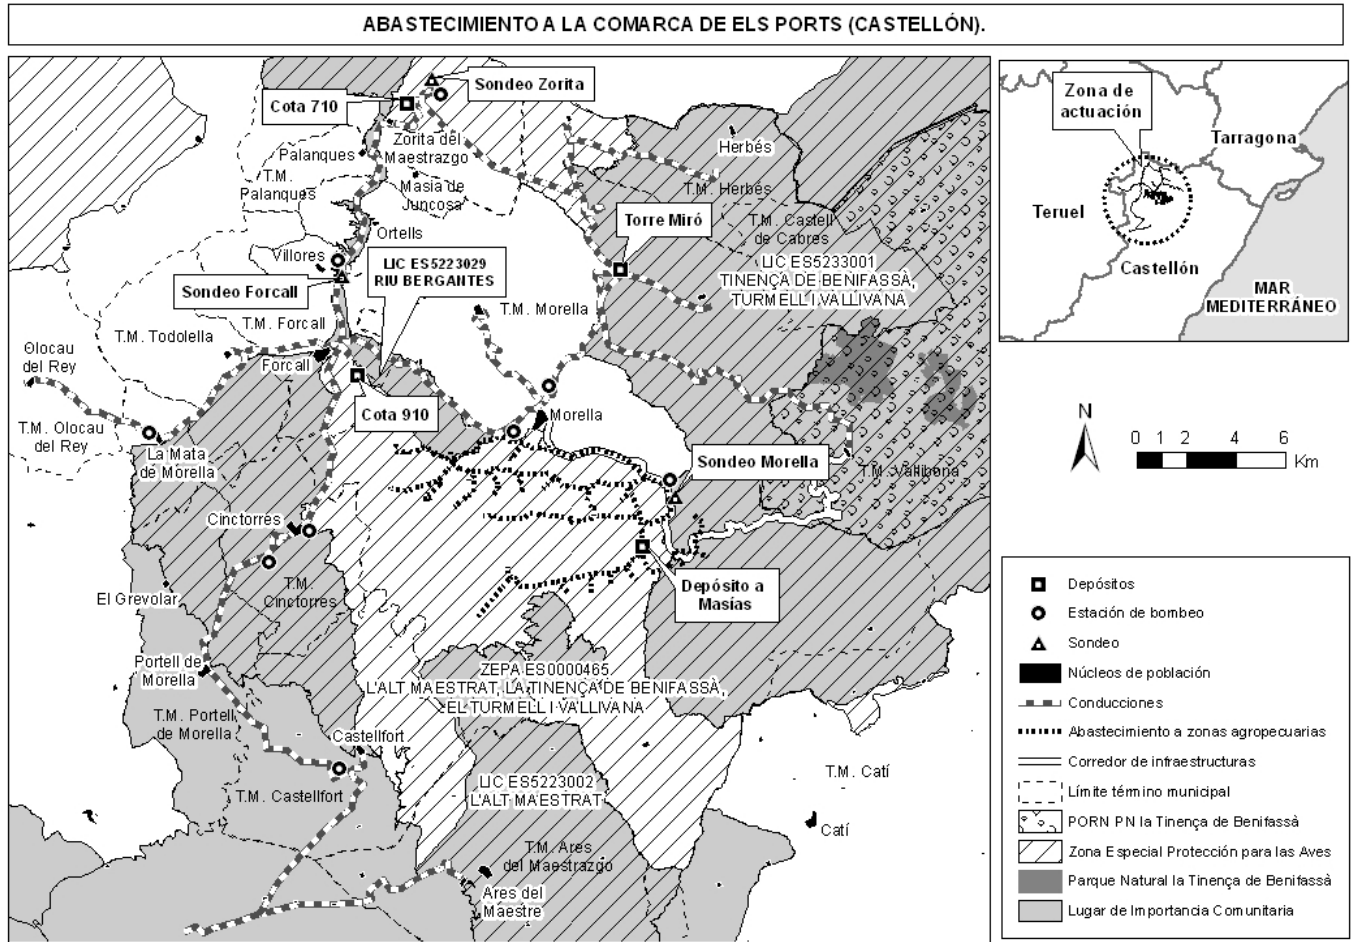 ABASTECIMIENTO A LA COMARCA DE ELS PORTS (CASTELLÓN).
Sondeo Zorita
Cota 710
Zorita del
Maestrazgo
Palanques
T.M.
Palanques
Masia de
Juncosa
Herbés
T.M. Herbés
Torre Miró
T.M. Castell
de Cabres
Ortells
Villores
LIC ES5223029
RIU BERGANTES
LIC ES5233001
TINENÇA DE BENIFASSÀ,
TURMELL I VALLIVANA
Sondeo Forcall
T.M. Morella
T.M. Forcall
T.M. Todolella
Olocau
del Rey
Forcall
Cota 910
Morella
T.M. Olocau
del Rey
La Mata
de Morella
Sondeo Morella
T.M. Vallibona
Cinctorres
El Grevolar
T.M.
Cinctorres
Depósito a
Masías
Portell de
Morella
ZEPA ES0000465
L'ALT MAESTRAT, LA TINENÇA DE BENIFASSÀ,
EL TURMELL I VALLIVANA
T.M. Portell
de Morella
Castellfort
T.M. Castellfort
LIC ES5223002
L'ALT MAESTRAT
T.M. Catí
Catí
T.M. Ares
del Maestrazgo
Ares del
Maestre
Zona de
actuación
Tarragona
Teruel
Castellón
MAR
MEDITERRÁNEO
N
0 1 2 4 6
Km
Depósitos
Estación de bombeo
Sondeo
Núcleos de población
Conducciones
Abastecimiento a zonas agropecuarias
Corredor de infraestructuras
Límite término municipal
PORN PN la Tinença de Benifassà
Zona Especial Protección para las Aves
Parque Natural la Tinença de Benifassà
Lugar de Importancia Comunitaria